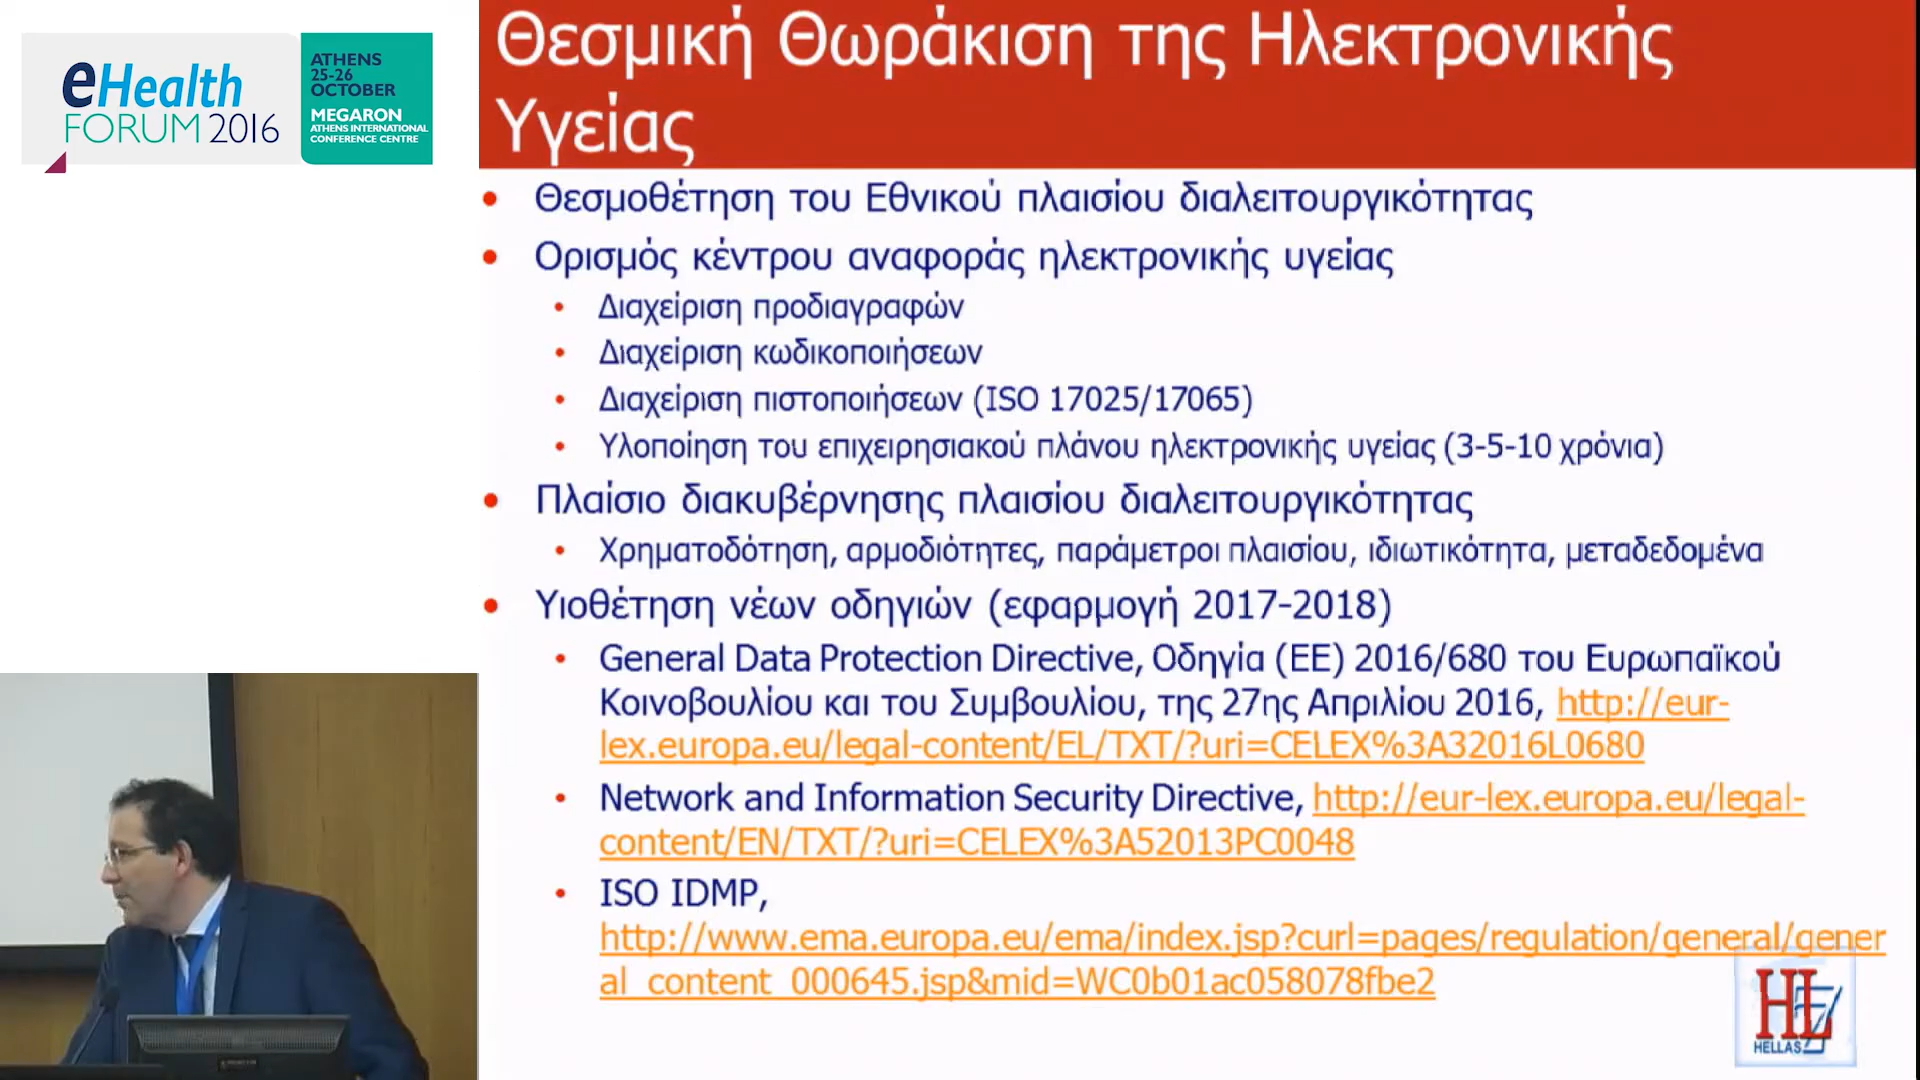 eHealth
FORUM 2016
ATHENS
25-26
OCTOBER
MEGARON
ATHENS INTERNATIONAL
CONFERENCE CENTRE
Θεσμική Θωράκιση της Ηλεκτρονικής
Υγείας
• Θεσμοθέτηση του Εθνικού πλαισίου διαλειτουργικότητας
• Ορισμός κέντρου αναφοράς ηλεκτρονικής υγείας
• Διαχείριση προδιαγραφών
• Διαχείριση κωδικοποιήσεων
• Διαχείριση πιστοποιήσεων (ISO 17025/17065)
• Υλοποίηση του επιχειρησιακού πλάνου ηλεκτρονικής υγείας (3-5-10 χρόνια)
• Πλαίσιο διακυβέρνησης πλαισίου διαλειτουργικότητας
• Χρηματοδότηση, αρμοδιότητες, παράμετροι πλαισίου, ιδιωτικότητα, μεταδεδομένα
• Υιοθέτηση νέων οδηγιών (εφαρμογή 2017-2018)
• General Data Protection Directive, Οδηγία (ΕΕ) 2016/680 του Ευρωπαϊκού
Κοινοβουλίου και του Συμβουλίου, της 27ης Απριλίου 2016, http://eur-
lex.europa.eu/legal-content/EL/TXT/?uri=CELEX%3A32016L0680
• Network and Information Security Directive, http://eur-lex.europa.eu/legal-
content/EN/TXT/?uri=CELEX%3A52013PC0048
• ISO IDMP,
http://www.ema.europa.eu/ema/index.jsp?curl=pages/regulation/general/gener
al_content_000645.jsp&mid=WC0b01ac058078fbe2
HL7
HELLAS